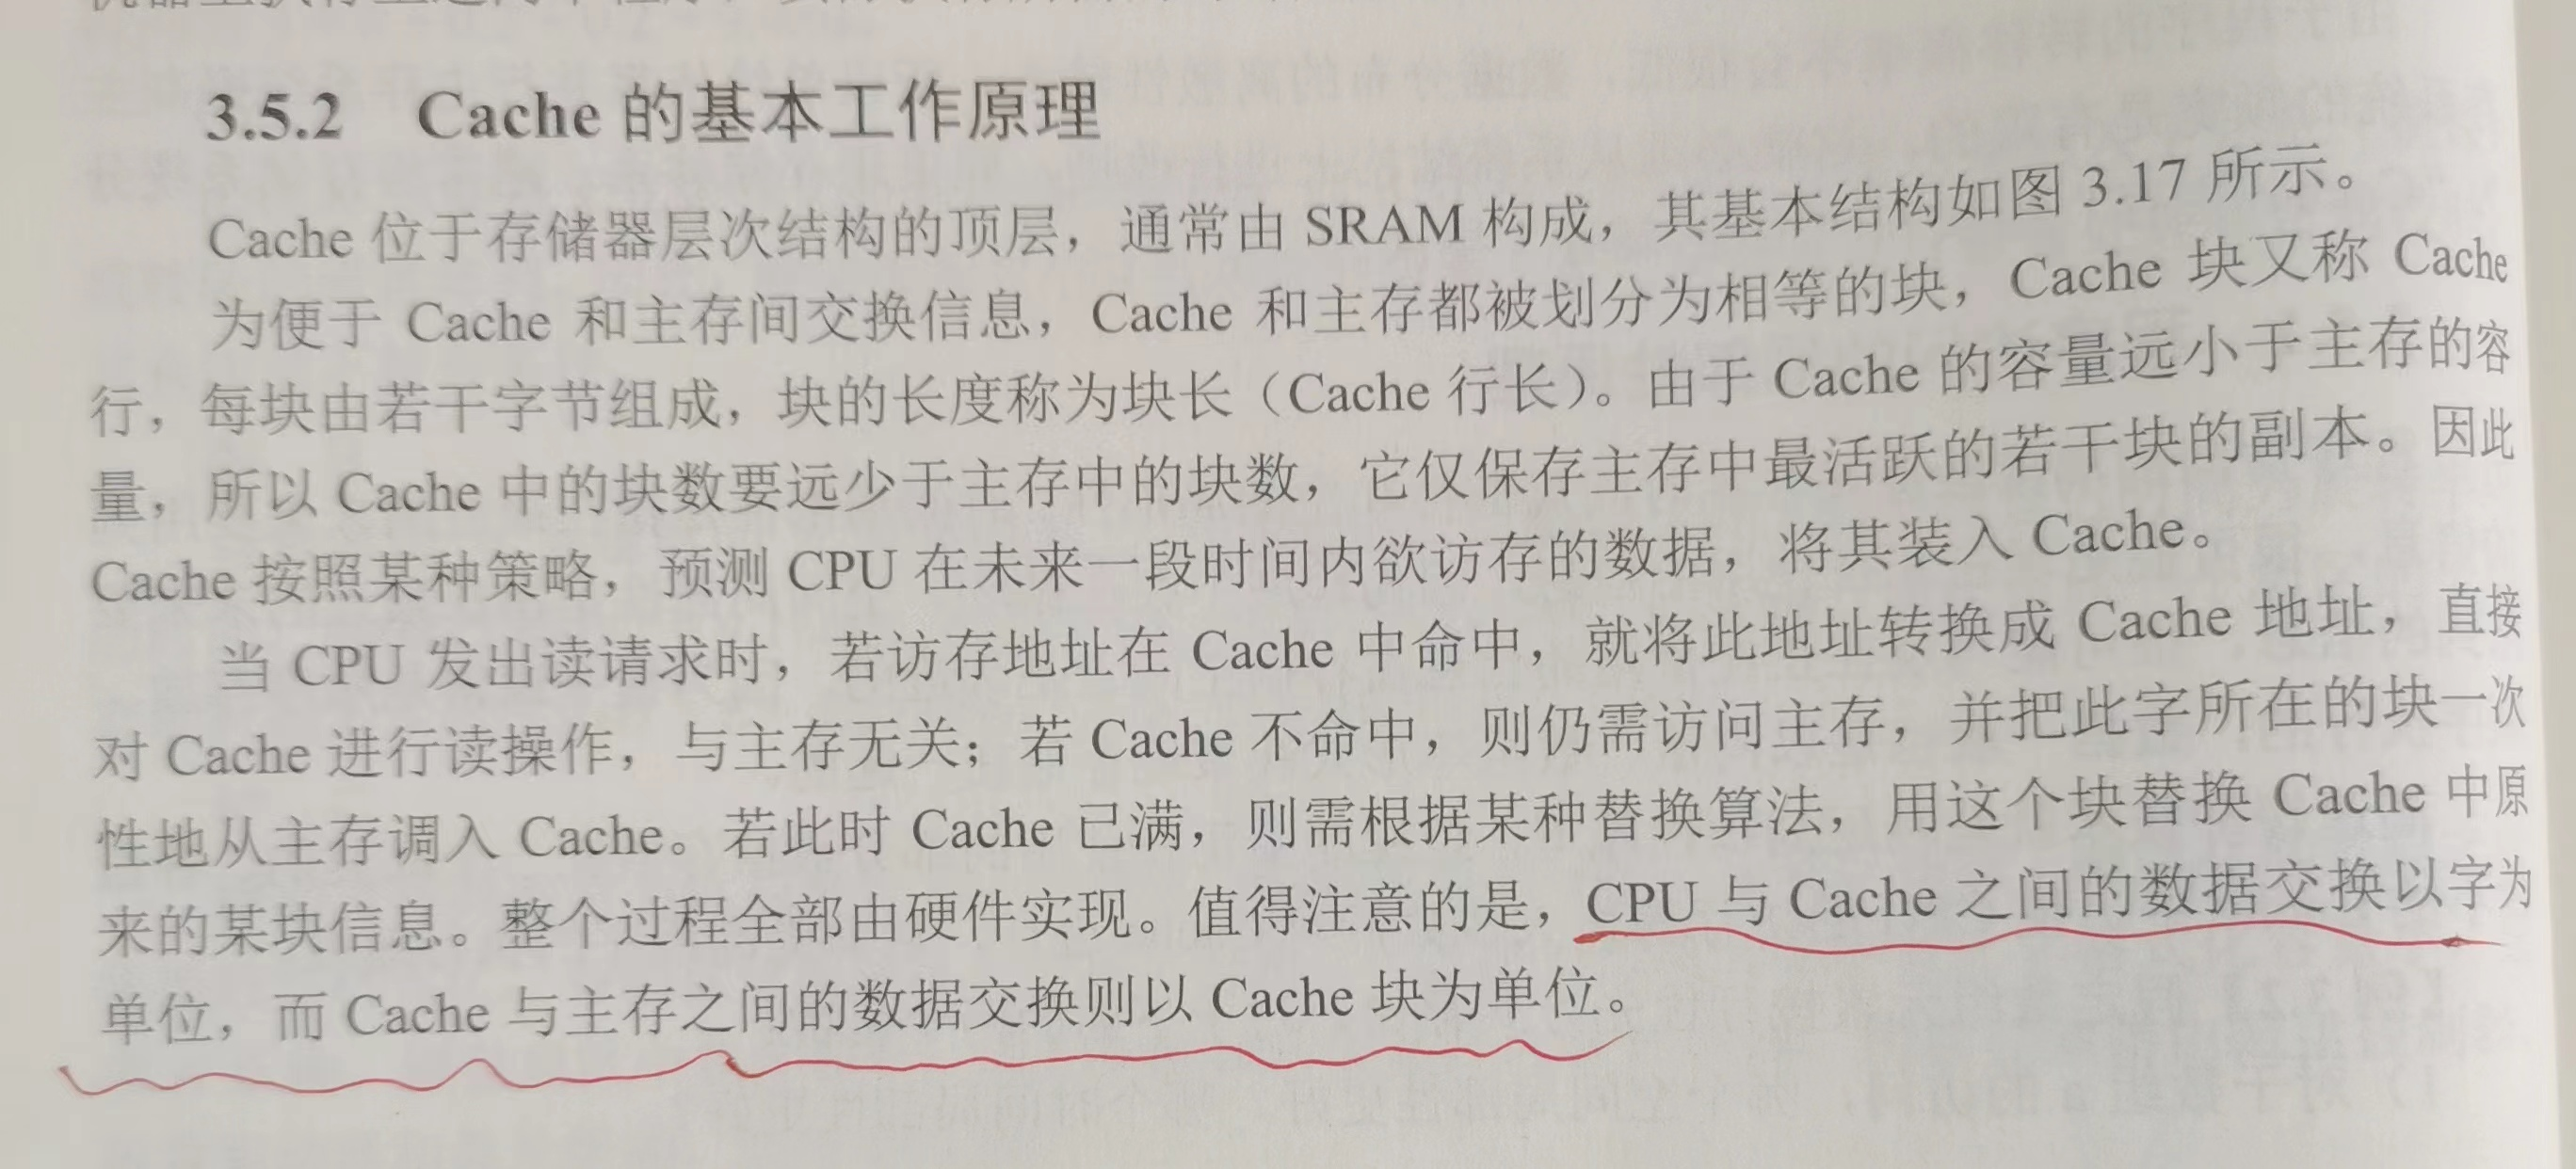 3.5.2 Cache 的基本工作原理
Cache 位于存储器层次结构的顶层，通常由 SRAM 构成，其基本结构如图 3.17 所示。
为便于 Cache 和主存间交换信息，Cache 和主存都被划分为相等的块，Cache 块又称 Cache
行，每块由若干字节组成，块的长度称为块长（Cache 行长）。由于 Cache 的容量远小于主存的容
量，所以 Cache 中的块数要远少于主存中的块数，它仅保存主存中最活跃的若干块的副本。因此
Cache 按照某种策略，预测 CPU 在未来一段时间内欲访存的数据，将其装入 Cache。
当 CPU 发出读请求时，若访存地址在 Cache 中命中，就将此地址转换成 Cache 地址，直接
对 Cache 进行读操作，与主存无关；若 Cache 不命中，则仍需访问主存，并把此字所在的块一次
性地从主存调入 Cache。若此时 Cache 已满，则需根据某种替换算法，用这个块替换 Cache 中原
来的某块信息。整个过程全部由硬件实现。值得注意的是，CPU 与 Cache 之间的数据交换以字为
单位，而 Cache 与主存之间的数据交换则以 Cache 块为单位。